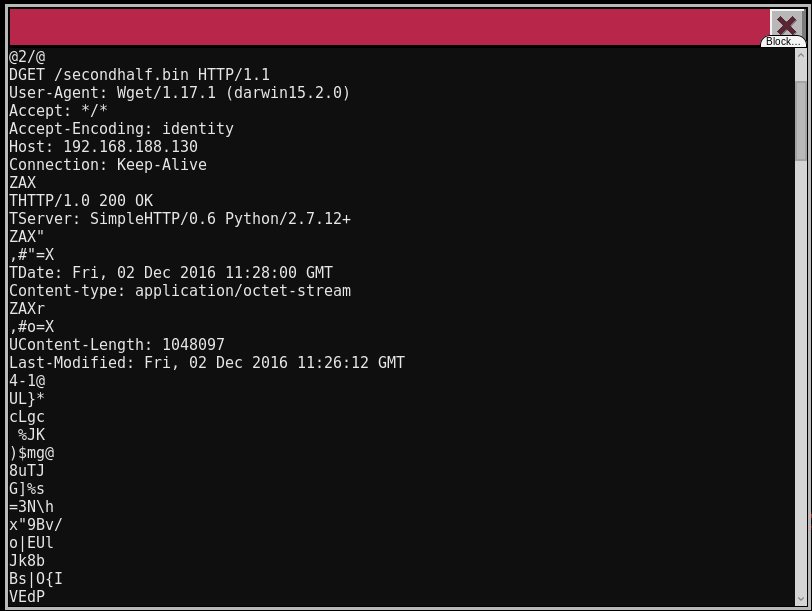 Block...
@2/@
DGET /secondhalf.bin HTTP/1.1
User-Agent: Wget/1.17.1 (darwin15.2.0)
Accept: */*
Accept-Encoding: identity
Host: 192.168.188.130
Connection: Keep-Alive
ZAX
THTTP/1.0 200 OK
TServer: SimpleHTTP/0.6 Python/2.7.12+
ZAX"
,#"=X
TDate: Fri, 02 Dec 2016 11:28:00 GMT
Content-type: application/octet-stream
ZAXr
,#o=X
UContent-Length: 1048097
Last-Modified: Fri, 02 Dec 2016 11:26:12 GMT
4-1@
UL}*
cLgc
 %JK
)$mg@
8uTJ
G]%s
=3N\h
x"9Bv/
o|EUl
Jk8b
Bs|O{I
VEdP